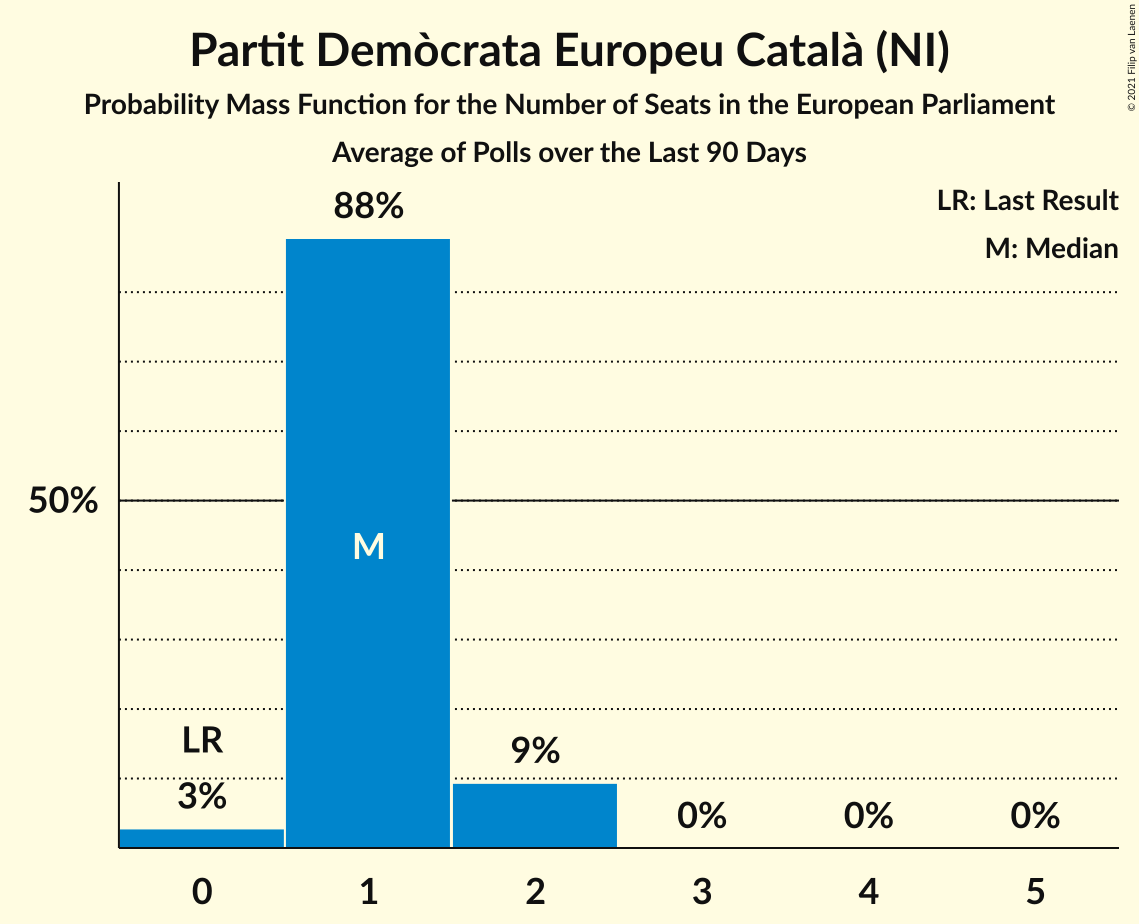 Partit Demòcrata Europeu Català (NI)
Probability Mass Function for the Number of Seats in the European Parliament
Average of Polls over the Last 90 Days
© 2021 Filip van Laenen
LR: Last Result
M: Median
88%
50%
M
LR
3%
9%
0%
0%
0%
0
1
2
3
4
5